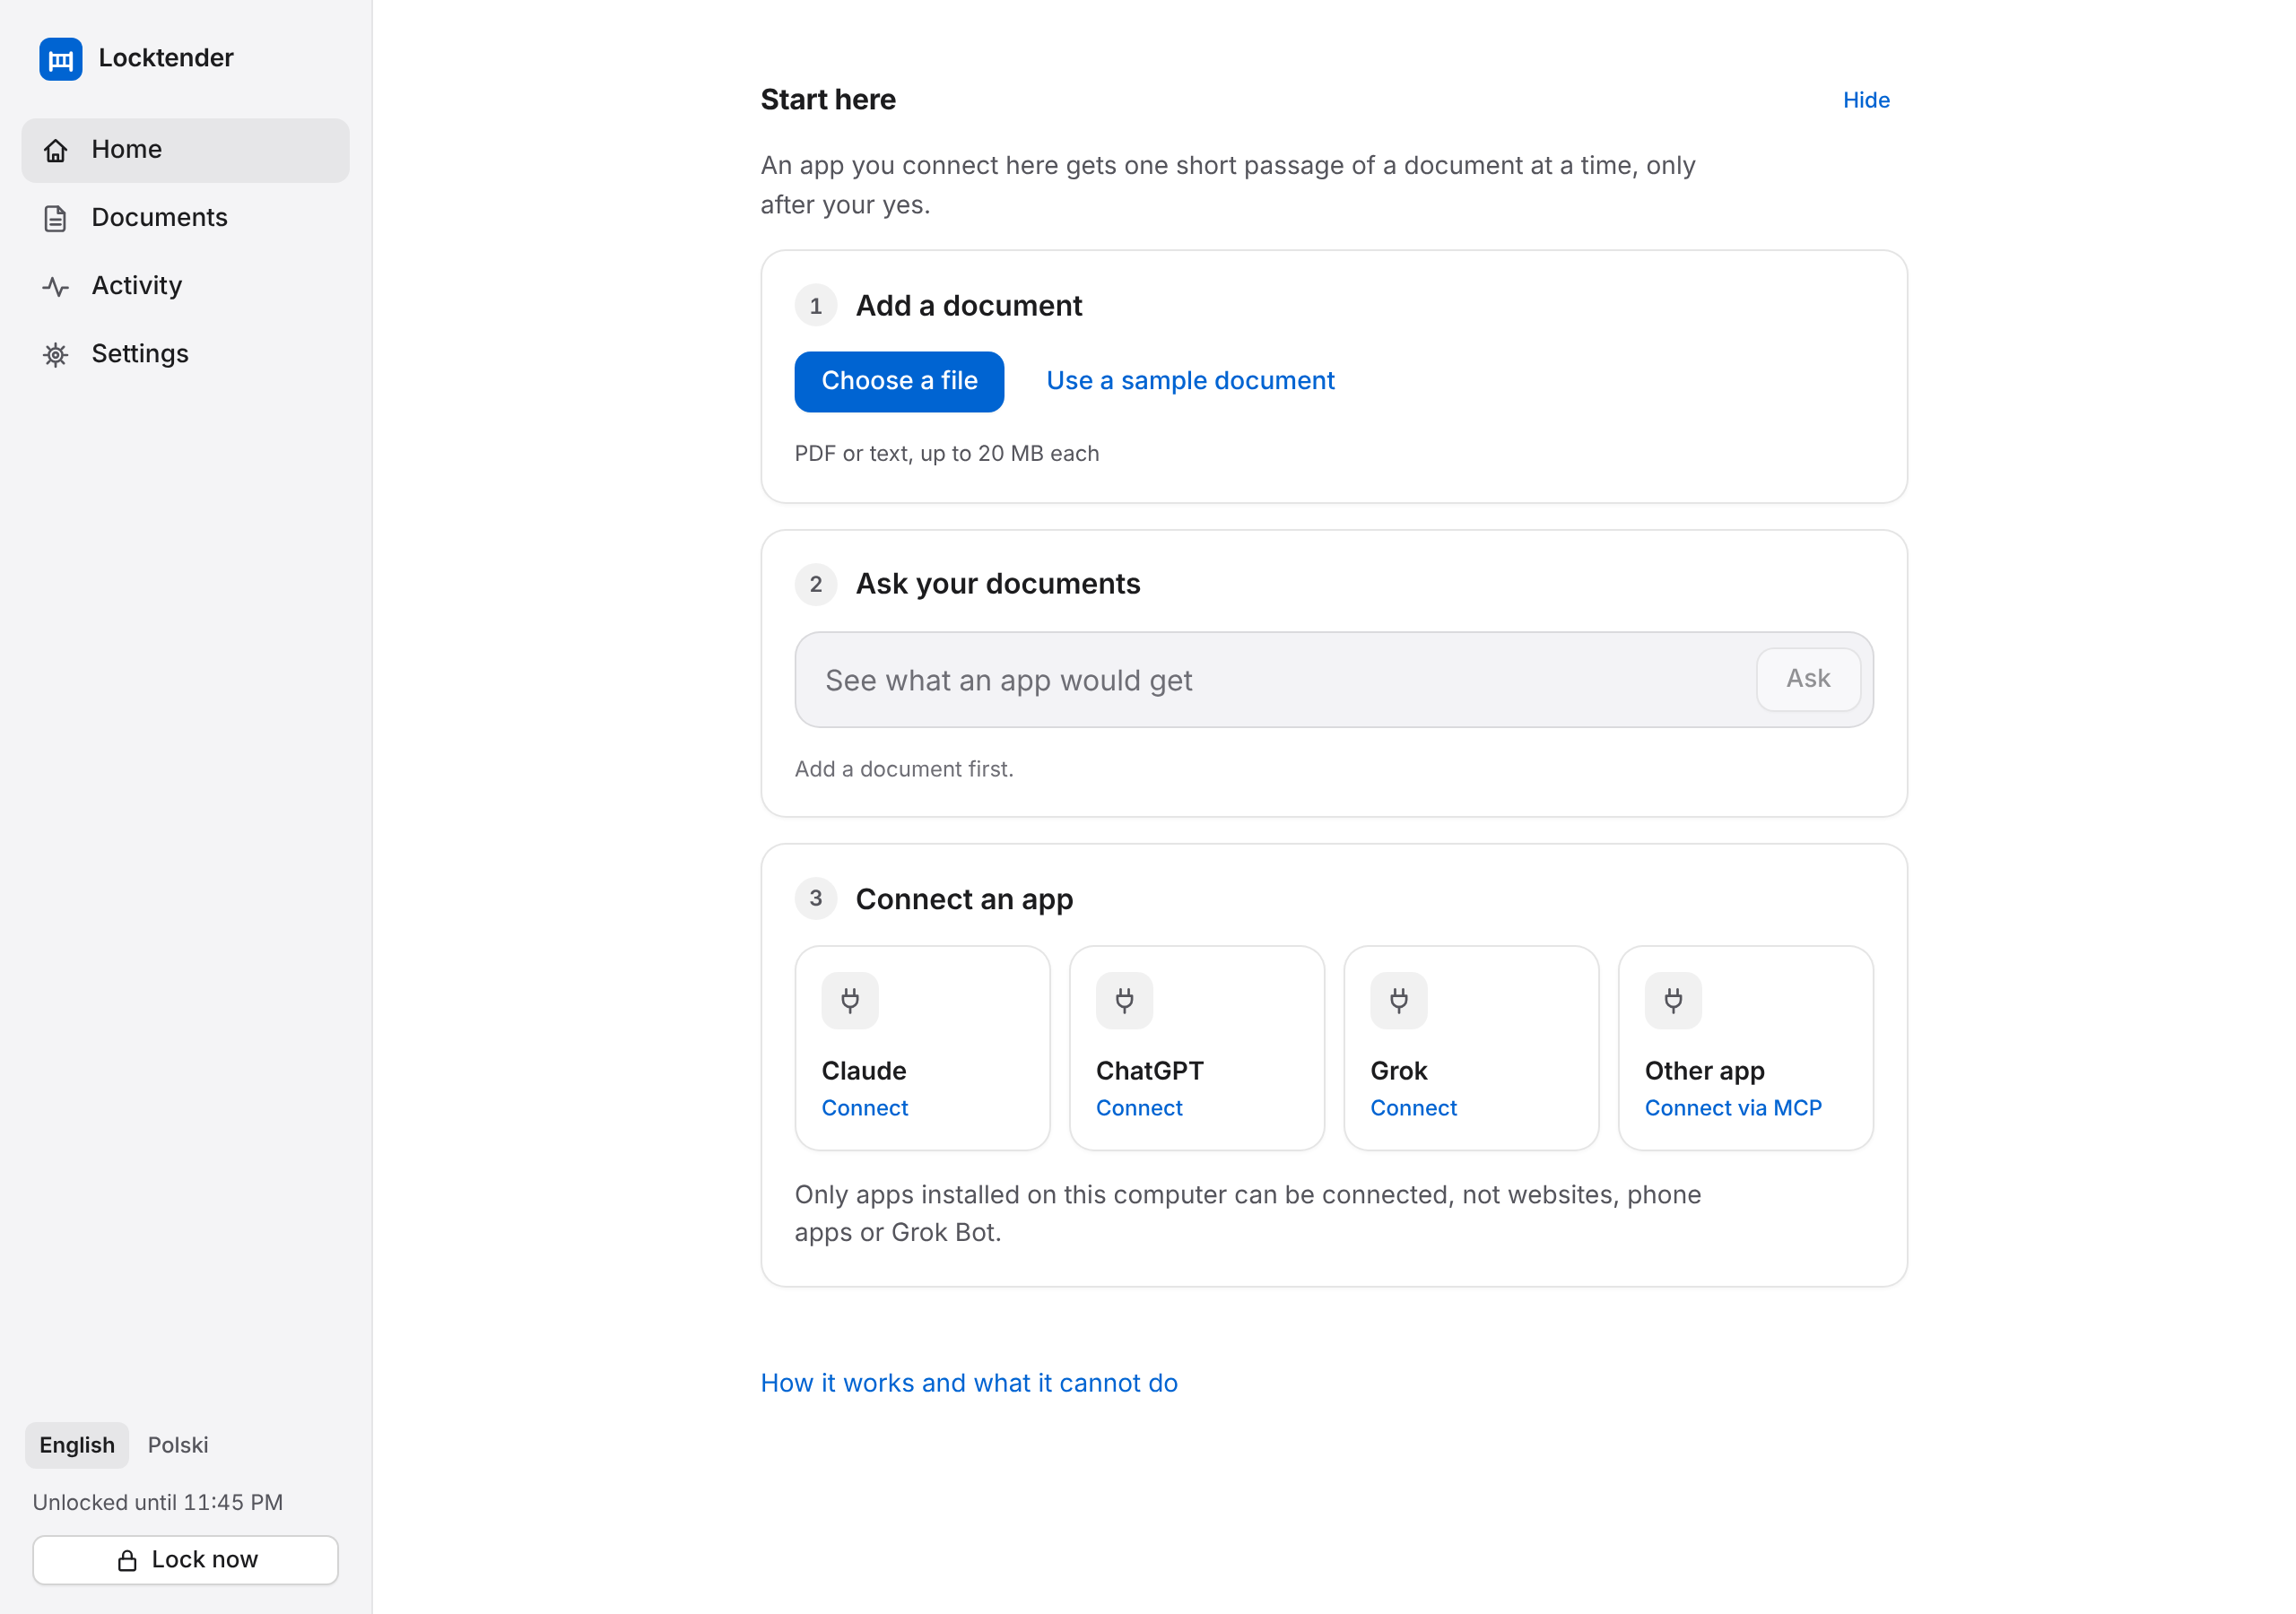 Locktender
Home
Documents
Activity
Settings
English Polski
Unlocked until 11:45 PM
Lock now
Start here
Hide
An app you connect here gets one short passage of a document at a time, only
after your yes.
1 Add a document
Choose a file
Use a sample document
PDF or text, up to 20 MB each
2 Ask your documents
See what an app would get
Ask
Add a document first.
3 Connect an app
Claude
Connect
ChatGPT
Connect
Grok
Connect
Other app
Connect via MCP
Only apps installed on this computer can be connected, not websites, phone
apps or Grok Bot.
How it works and what it cannot do